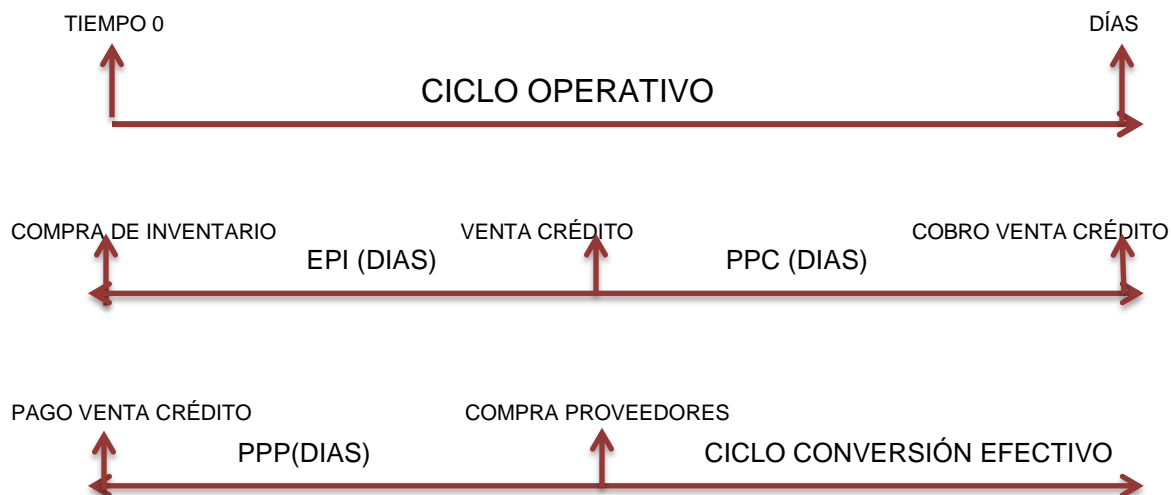 TIEMPO 0
DÍAS
CICLO OPERATIVO
COMPRA DE INVENTARIO
VENTA CRÉDITO
COBRO VENTA CRÉDITO
EPI (DIAS)
PPC (DIAS)
PAGO VENTA CRÉDITO
COMPRA PROVEEDORES
PPP(DIAS)
CICLO CONVERSIÓN EFECTIVO